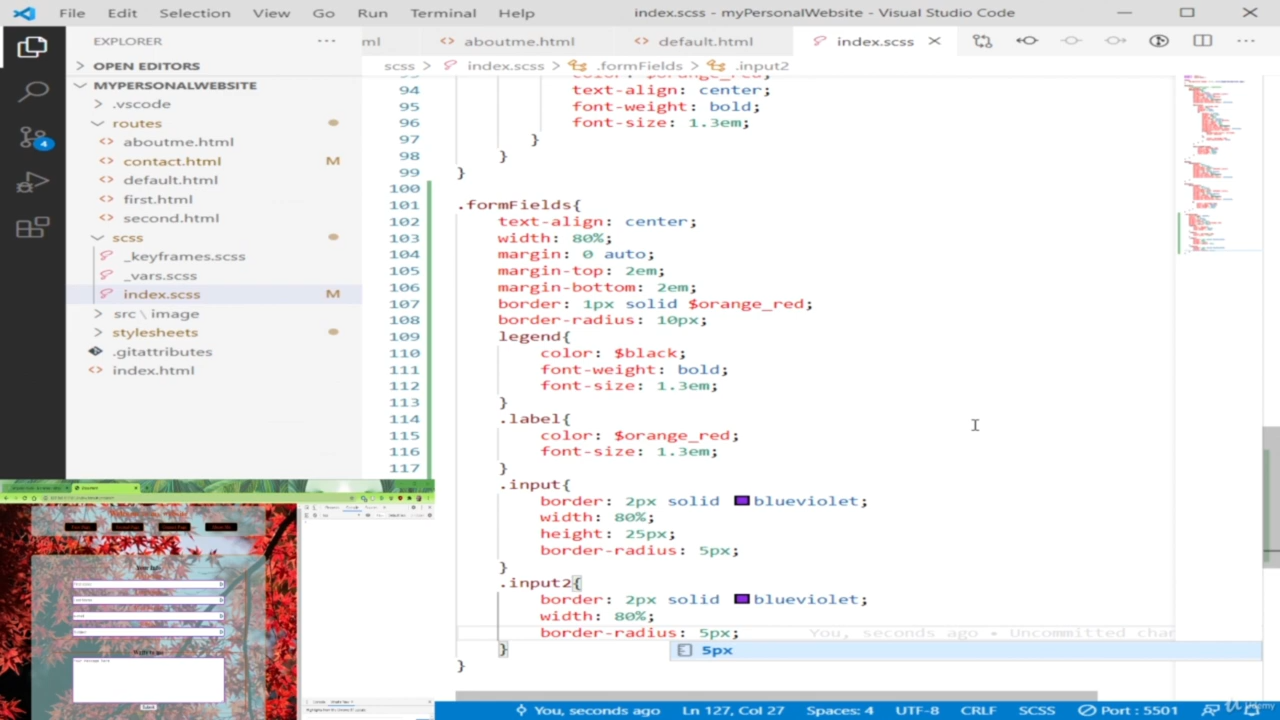 File Edit Selection View Go Run Terminal Help index.scss - myPersonalWebsite - Visual Studio Code
EXPLORER
OPEN EDITORS
MYPERSONALWEBSITE
.vscode
routes
aboutme.html
contact.html M
default.html
first.html
second.html
scss
_keyframes.scss
_vars.scss
index.scss M
src \ image
stylesheets
.gitattributes
index.html
4
ml aboutme.html default.html index.scss
scss > index.scss > .formFields > .input2
94 text-align: center;
95 font-weight: bold;
96 font-size: 1.3em;
97 }
98 }
99 }
100
101 .formFields{
102 text-align: center;
103 width: 80%;
104 margin: 0 auto;
105 margin-top: 2em;
106 margin-bottom: 2em;
107 border: 1px solid $orange_red;
108 border-radius: 10px;
109 legend{
110 color: $black;
111 font-weight: bold;
112 font-size: 1.3em;
113 }
114 .label{
115 color: $orange_red;
116 font-size: 1.3em;
117 }
.input{
border: 2px solid blueviolet;
width: 80%;
height: 25px;
border-radius: 5px;
}
.input2{
border: 2px solid blueviolet;
width: 80%;
border-radius: 5px; You, seconds ago • Uncommitted
} 5px
}
You, seconds ago Ln 127, Spaces: 4 UTF-8 CRLF SCSS Port : 5501
Udemy